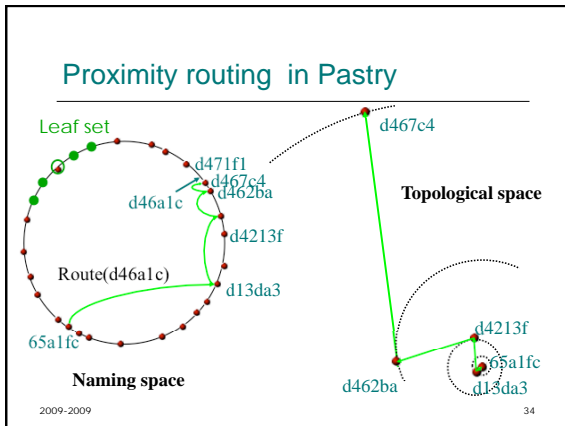 Proximity routing in Pastry
Leaf set
d467c4
d471f1
d467c4
d46a1c
d462ba
Topological space
d4213f
Route(d46a1c)
d13da3
d4213f
65a1fc
65a1fc
d462ba
d13da3
Naming space
2009-2009
34